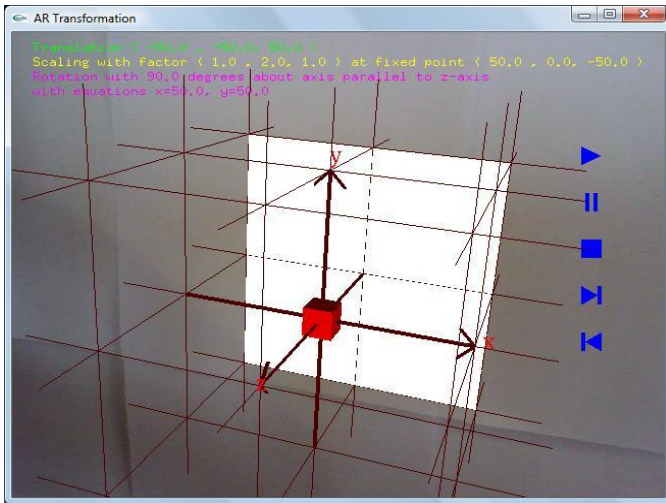 AR Transformation
Translation ( -50.0 , -50.0, 50.0 )
Scaling with factor ( 1.0 , 2.0, 1.0 ) at fixed point ( 50.0 , 0.0, -50.0 )
Rotation with 90.0 degrees about axis parallel to z-axis
with equations x=50.0, y=50.0
y
x
z